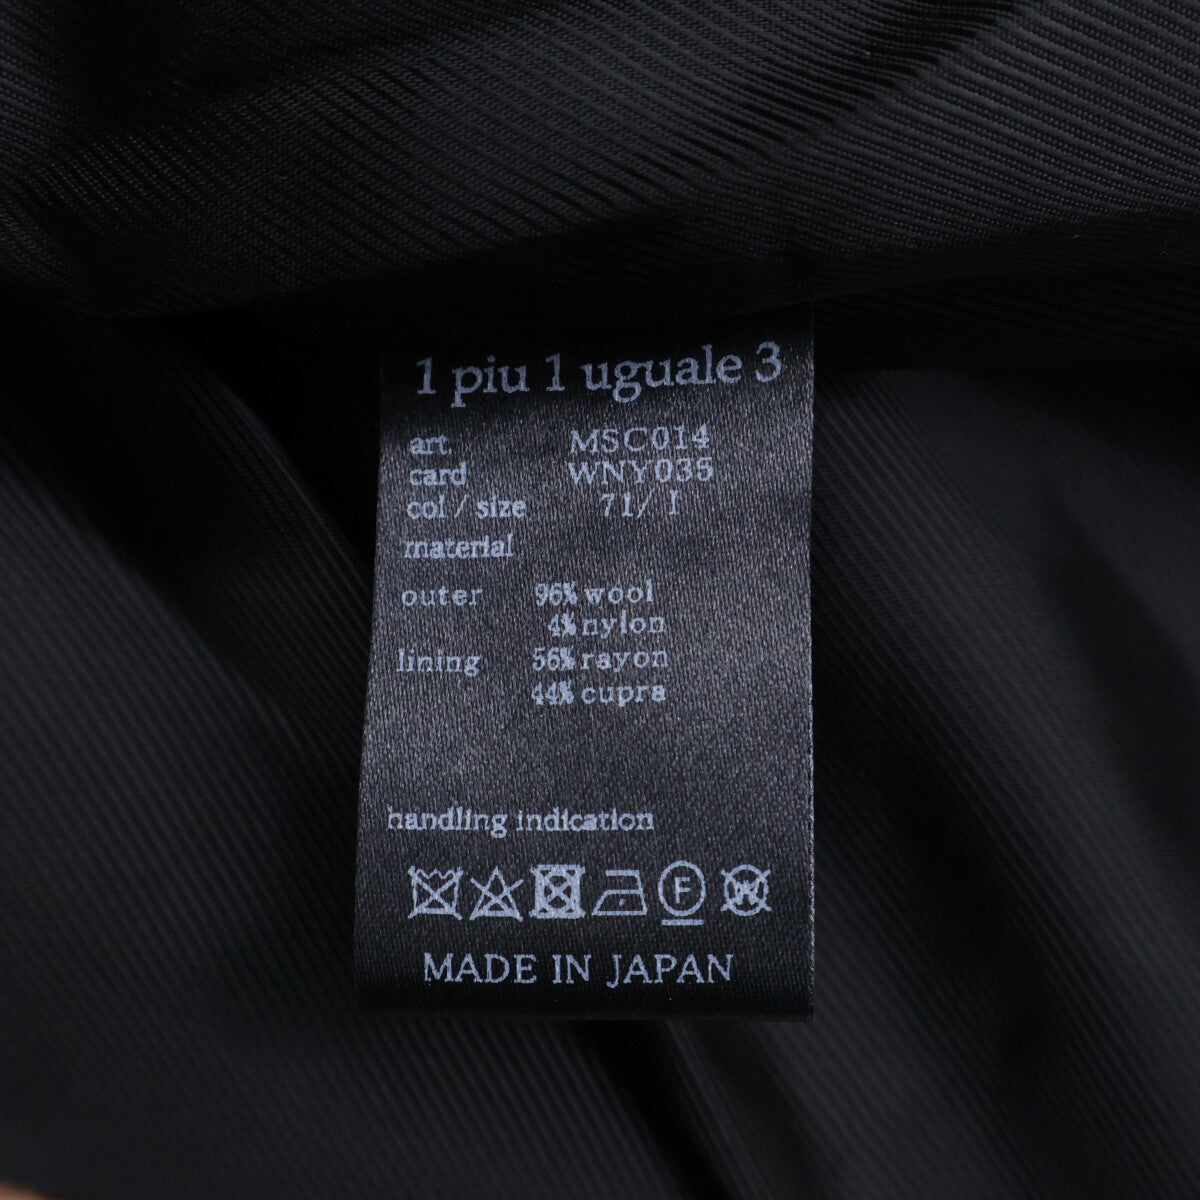 1 piu 1 uguale 3
art. MSC014
card WNY035
col / size 71/ I
material
outer 96% wool
4% nylon
lining 56% rayon
44% cupra
handling indication
F W
MADE IN JAPAN